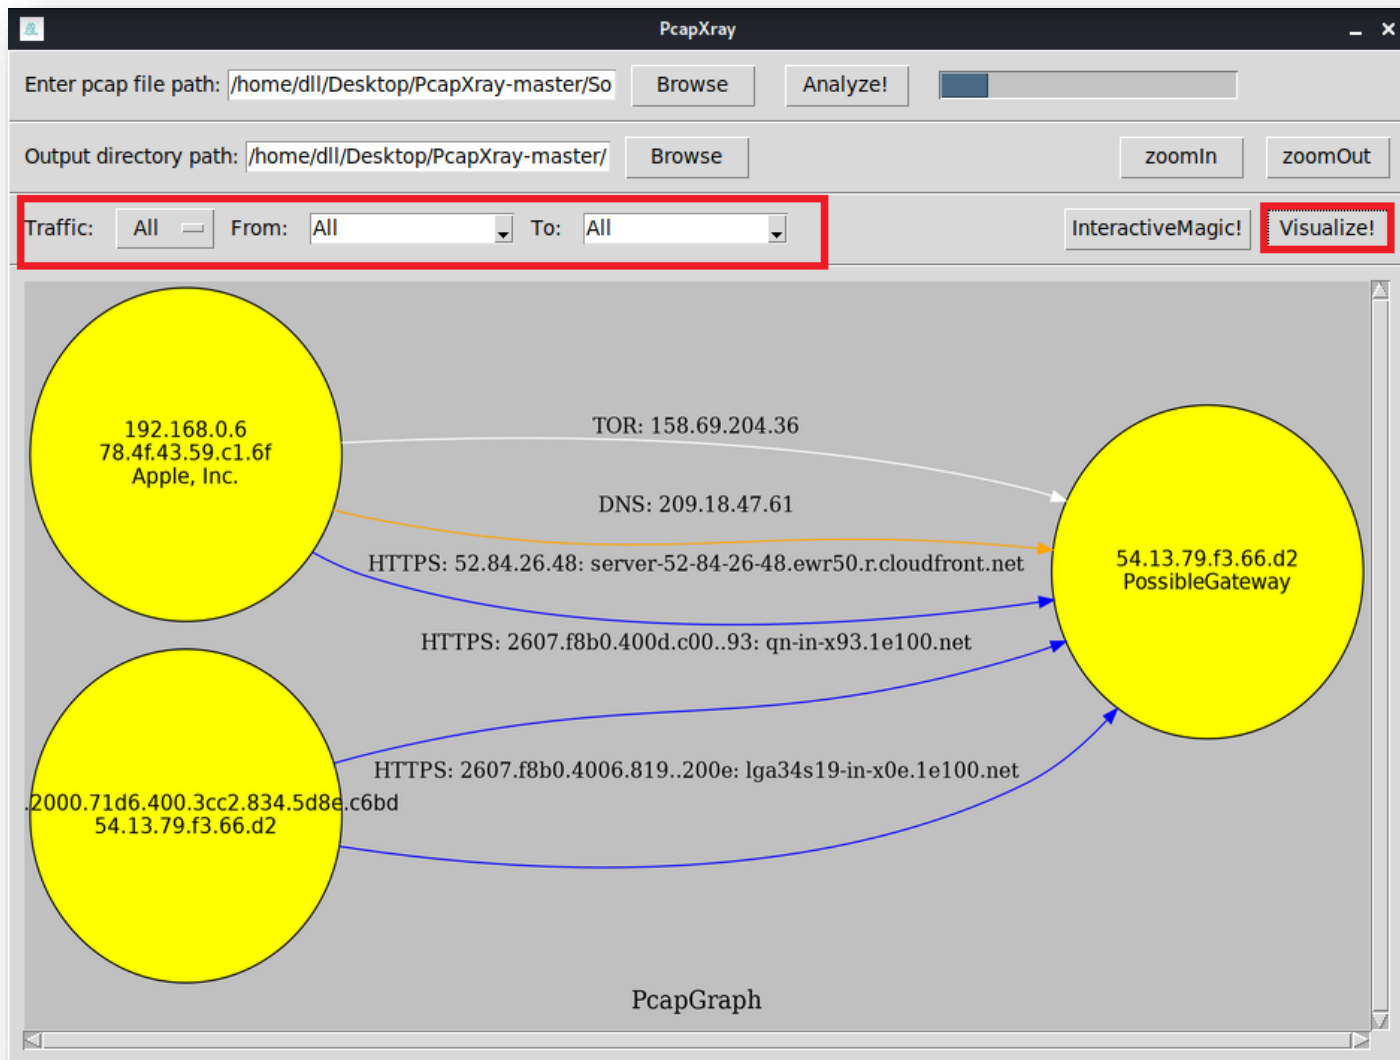 PcapXray
Enter pcap file path: /home/dll/Desktop/PcapXray-master/So Browse Analyze!
Output directory path: /home/dll/Desktop/PcapXray-master/ Browse zoomIn zoomOut
Traffic: All From: All To: All InteractiveMagic! Visualize!
192.168.0.6
78.4f.43.59.c1.6f
Apple, Inc.
TOR: 158.69.204.36
DNS: 209.18.47.61
HTTPS: 52.84.26.48: server-52-84-26-48.ewr50.r.cloudfront.net
54.13.79.f3.66.d2
PossibleGateway
HTTPS: 2607.f8b0.400d.c00..93: qn-in-x93.1e100.net
HTTPS: 2607.f8b0.4006.819..200e: lga34s19-in-x0e.1e100.net
.2000.71d6.400.3cc2.834.5d8e.c6bd
54.13.79.f3.66.d2
PcapGraph